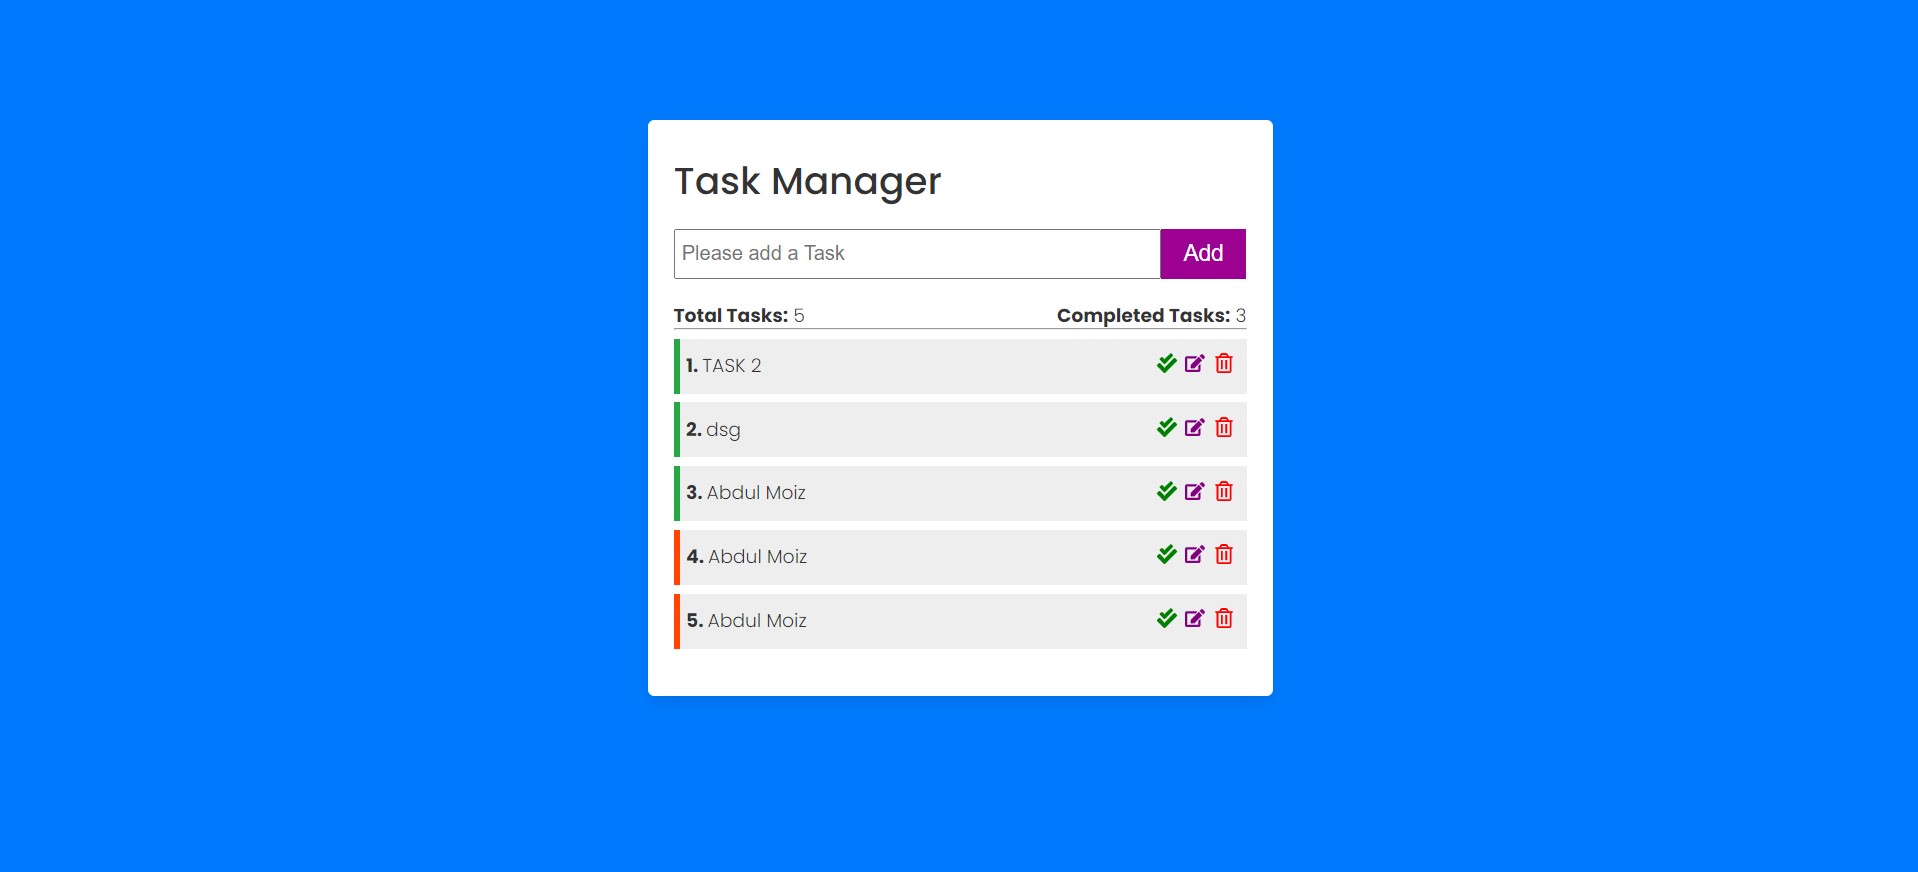 Task Manager
Please add a Task
Add
Total Tasks: 5
Completed Tasks: 3
1. TASK 2
2. dsg
3. Abdul Moiz
4. Abdul Moiz
5. Abdul Moiz